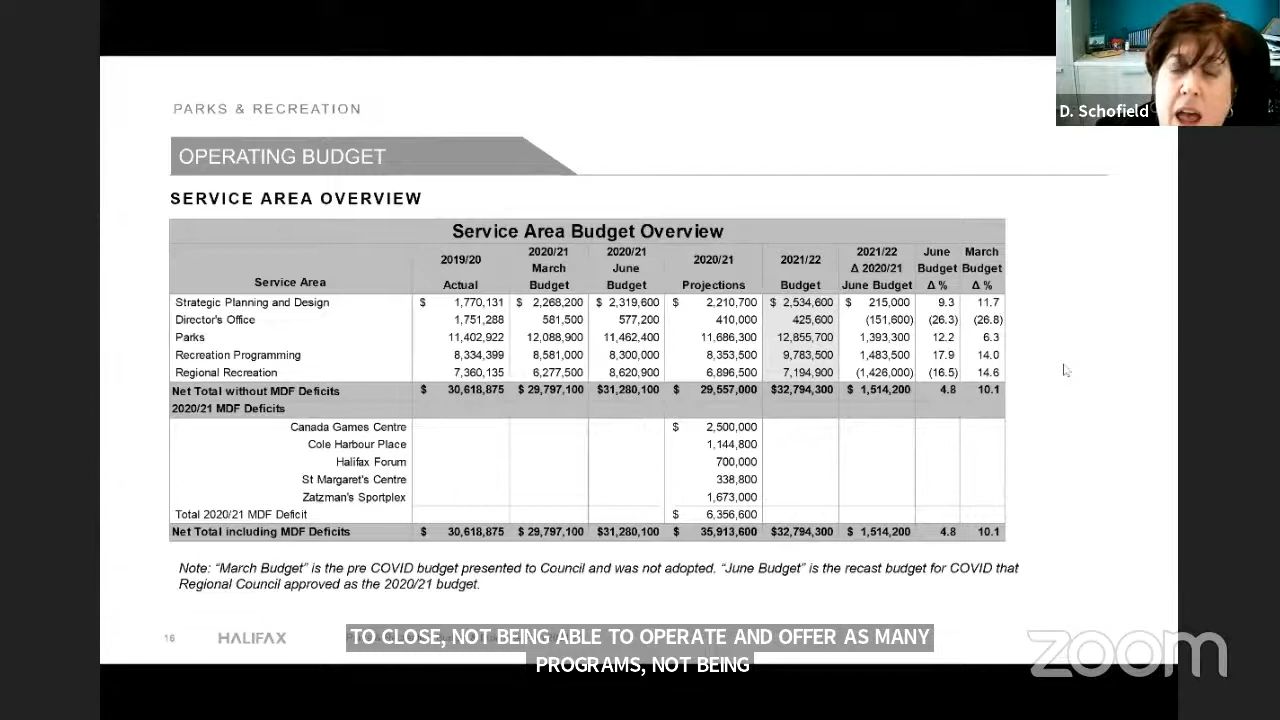 D. Schofield
PARKS & RECREATION
OPERATING BUDGET
SERVICE AREA OVERVIEW
Service Area Budget Overview
Service Area 2019/20 Actual 2020/21 March Budget 2020/21 June Budget 2020/21 Projections 2021/22 Budget 2021/22 Δ 2020/21 June Budget June Budget Δ % March Budget Δ %
Strategic Planning and Design $ 1,770,131 $ 2,268,200 $ 2,319,600 $ 2,210,700 $ 2,534,600 $ 215,000 9.3 11.7
Director's Office 1,751,288 581,500 577,200 410,000 425,600 (151,600) (26.3) (26.8)
Parks 11,402,922 12,088,900 11,462,400 11,686,300 12,855,700 1,393,300 12.2 6.3
Recreation Programming 8,334,399 8,581,000 8,300,000 8,353,500 9,783,500 1,483,500 17.9 14.0
Regional Recreation 7,360,135 6,277,500 8,620,900 6,896,500 7,194,900 (1,426,000) (16.5) 14.6
Net Total without MDF Deficits $ 30,618,875 $ 29,797,100 $31,280,100 $ 29,557,000 $32,794,300 $ 1,514,200 4.8 10.1
2020/21 MDF Deficits
Canada Games Centre $ 2,500,000
Cole Harbour Place 1,144,800
Halifax Forum 700,000
St Margaret's Centre 338,800
Zatzman's Sportplex 1,673,000
Total 2020/21 MDF Deficit $ 6,356,600
Net Total including MDF Deficits $ 30,618,875 $ 29,797,100 $31,280,100 $ 35,913,600 $32,794,300 $ 1,514,200 4.8 10.1
Note: "March Budget" is the pre COVID budget presented to Council and was not adopted. "June Budget" is the recast budget for COVID that
Regional Council approved as the 2020/21 budget.
16 HALIFAX
TO CLOSE, NOT BEING ABLE TO OPERATE AND OFFER AS MANY
PROGRAMS, NOT BEING
zoom